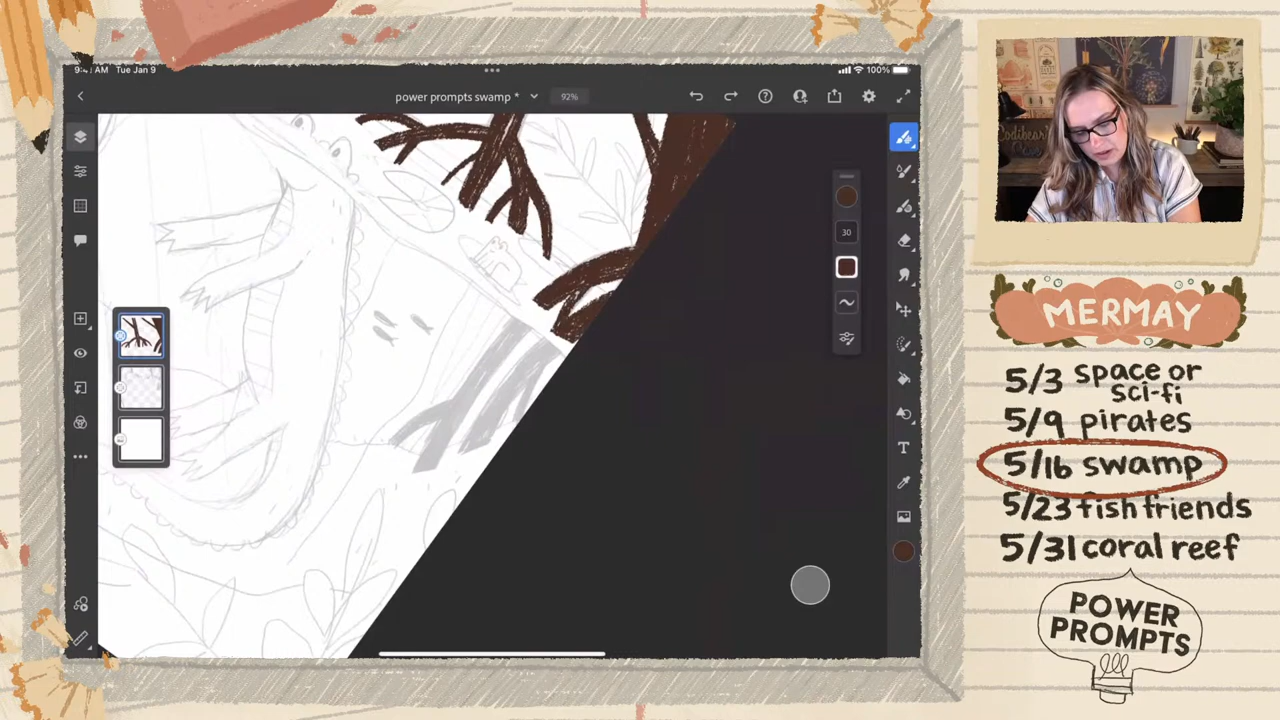 9:41 AM Tue Jan 9
100%
power prompts swamp *
92%
30
T
MERMAY
5/3 space or
sci-fi
5/9 pirates
5/16 swamp
5/23 fish friends
5/31 coral reef
POWER
PROMPTS